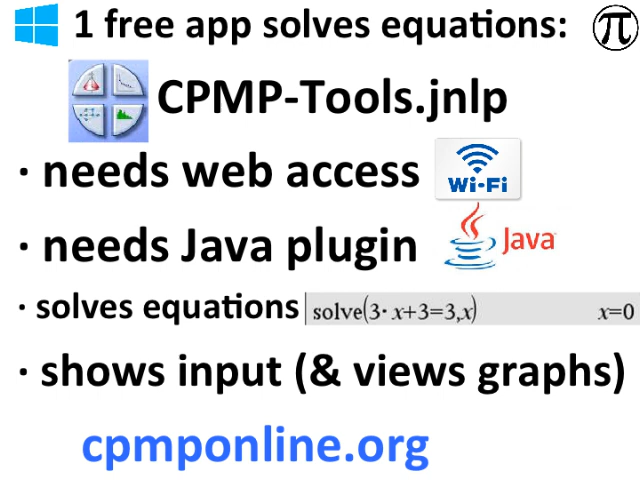 1 free app solves equations: π
CPMP-Tools.jnlp
· needs web access Wi-Fi
· needs Java plugin Java
· solves equations solve(3· x+3=3,x) x=0
· shows input (& views graphs)
cpmponline.org